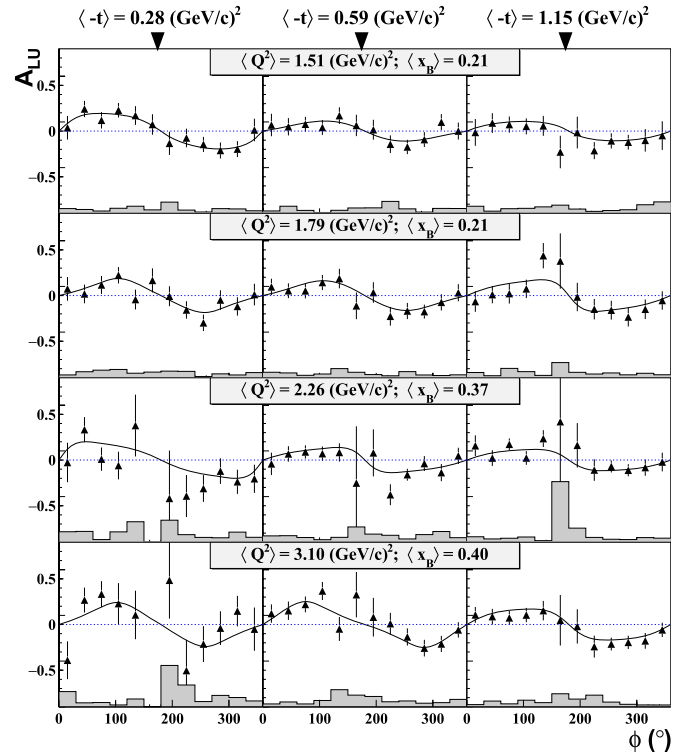 ⟨ -t⟩ = 0.28 (GeV/c)² ⟨ -t⟩ = 0.59 (GeV/c)² ⟨ -t⟩ = 1.15 (GeV/c)²
A_LU
⟨ Q²⟩ = 1.51 (GeV/c)²; ⟨ x_B⟩ = 0.21
0.5
0
−0.5
⟨ Q²⟩ = 1.79 (GeV/c)²; ⟨ x_B⟩ = 0.21
0.5
0
−0.5
⟨ Q²⟩ = 2.26 (GeV/c)²; ⟨ x_B⟩ = 0.37
0.5
0
−0.5
⟨ Q²⟩ = 3.10 (GeV/c)²; ⟨ x_B⟩ = 0.40
0.5
0
−0.5
0 100 200 300 0 100 200 300 0 100 200 300
ϕ (°)